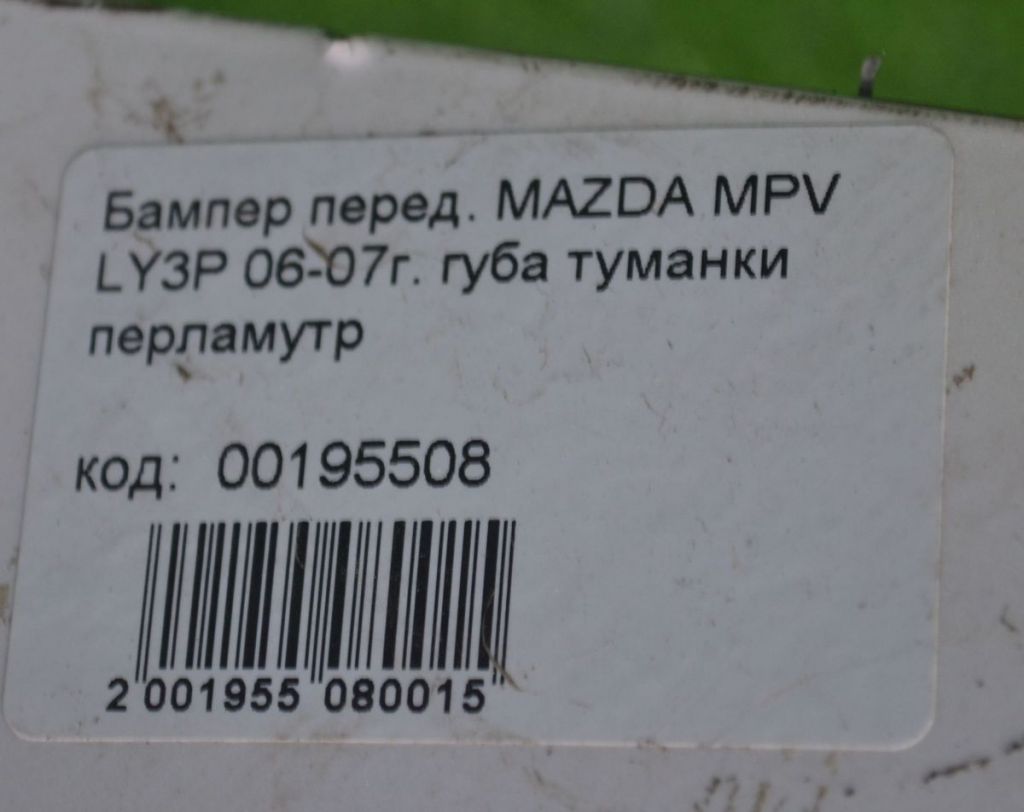 Бампер перед. MAZDA MPV
LY3P 06-07г. губа туманки
перламутр
код: 00195508
2 001955 080015